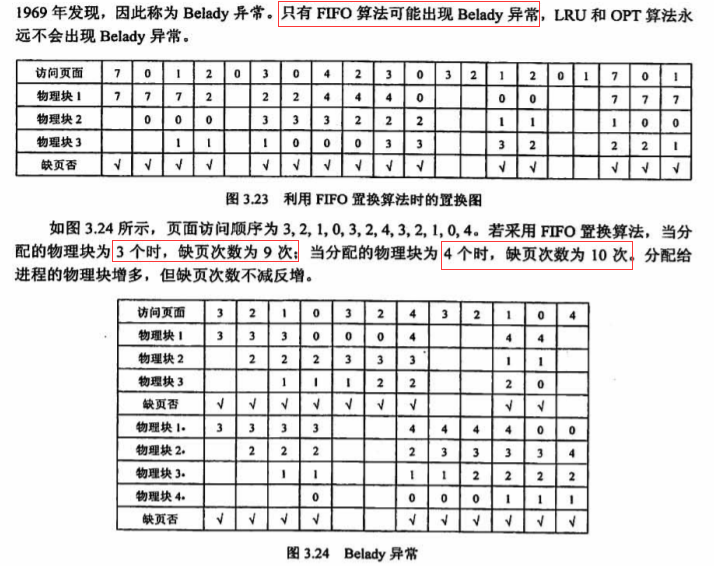 1969 年发现，因此称为 Belady 异常。只有 FIFO 算法可能出现 Belady 异常，LRU 和 OPT 算法永
远不会出现 Belady 异常。
访问页面 7 0 1 2 0 3 0 4 2 3 0 3 2 1 2 0 1 7 0 1
物理块 1 7 7 7 2 2 2 4 4 4 0 0 0 7 7 7
物理块 2 0 0 0 3 3 3 2 2 2 1 1 1 0 0
物理块 3 1 1 1 0 0 0 3 3 3 2 2 2 1
缺页否 √ √ √ √ √ √ √ √ √ √ √ √ √ √ √
图 3.23 利用 FIFO 置换算法时的置换图
如图 3.24 所示，页面访问顺序为 3, 2, 1, 0, 3, 2, 4, 3, 2, 1, 0, 4。若采用 FIFO 置换算法，当分
配的物理块为 3 个时，缺页次数为 9 次；当分配的物理块为 4 个时，缺页次数为 10 次。分配给
进程的物理块增多，但缺页次数不减反增。
访问页面 3 2 1 0 3 2 4 3 2 1 0 4
物理块 1 3 3 3 0 0 0 4 4 4
物理块 2 2 2 2 3 3 3 1 1
物理块 3 1 1 1 2 2 2 0
缺页否 √ √ √ √ √ √ √ √ √
物理块 1* 3 3 3 3 4 4 4 4 0 0
物理块 2* 2 2 2 2 3 3 3 3 4
物理块 3* 1 1 1 1 2 2 2 2
物理块 4* 0 0 0 0 1 1 1
缺页否 √ √ √ √ √ √ √ √ √ √
图 3.24 Belady 异常